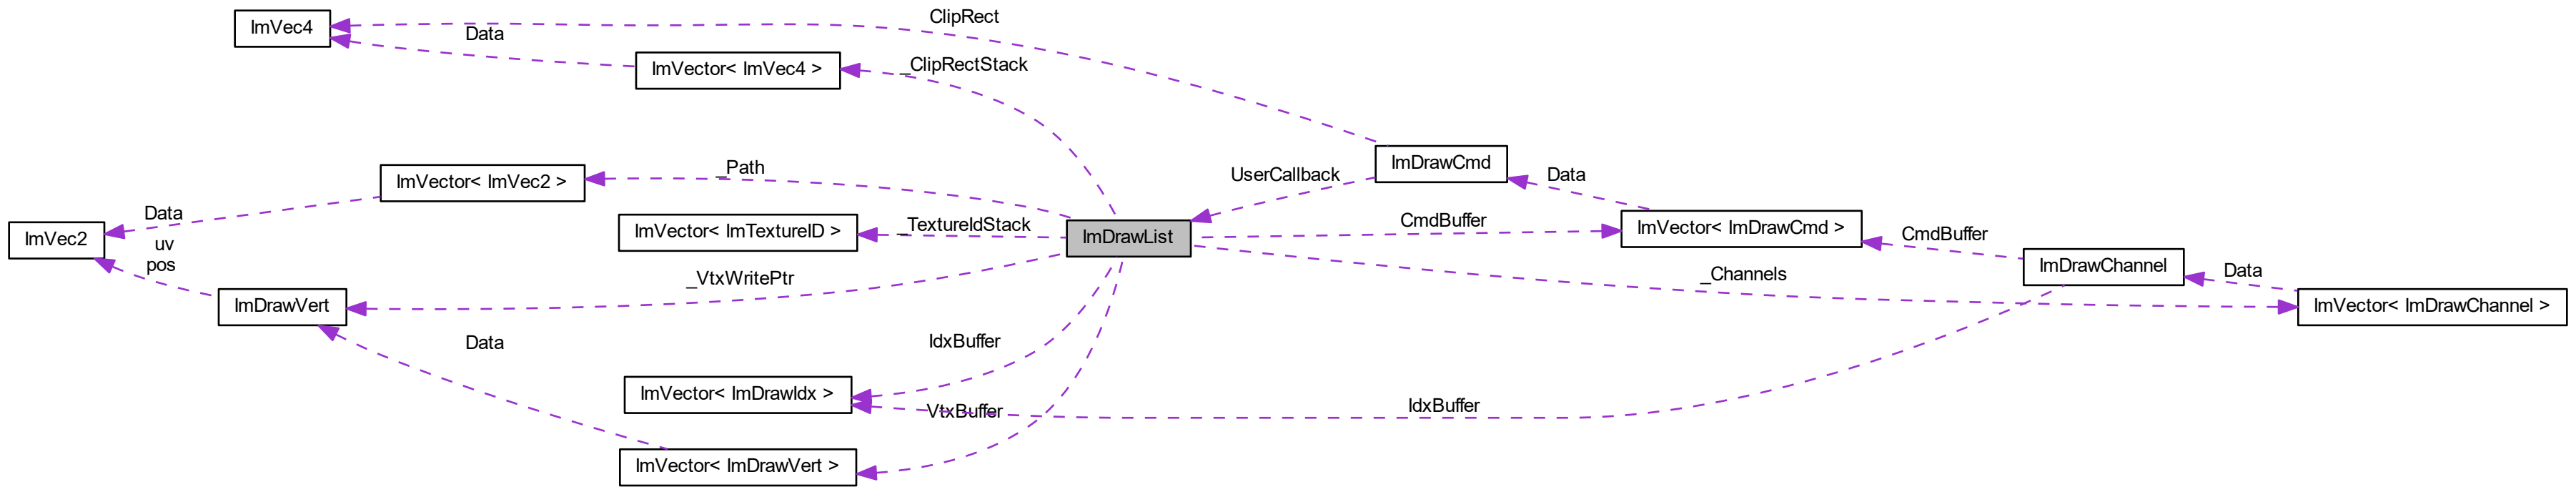 ImVec4
ClipRect
Data
ImVector< ImVec4 >
_ClipRectStack
ImDrawCmd
_Path
UserCallback
Data
ImVector< ImVec2 >
Data
ImVec2
uv
pos
ImVector< ImTextureID >
_TextureIdStack
ImDrawList
CmdBuffer
ImVector< ImDrawCmd >
CmdBuffer
ImDrawChannel
Data
_VtxWritePtr
_Channels
ImDrawVert
ImVector< ImDrawChannel >
Data
IdxBuffer
ImVector< ImDrawIdx >
VtxBuffer
IdxBuffer
ImVector< ImDrawVert >